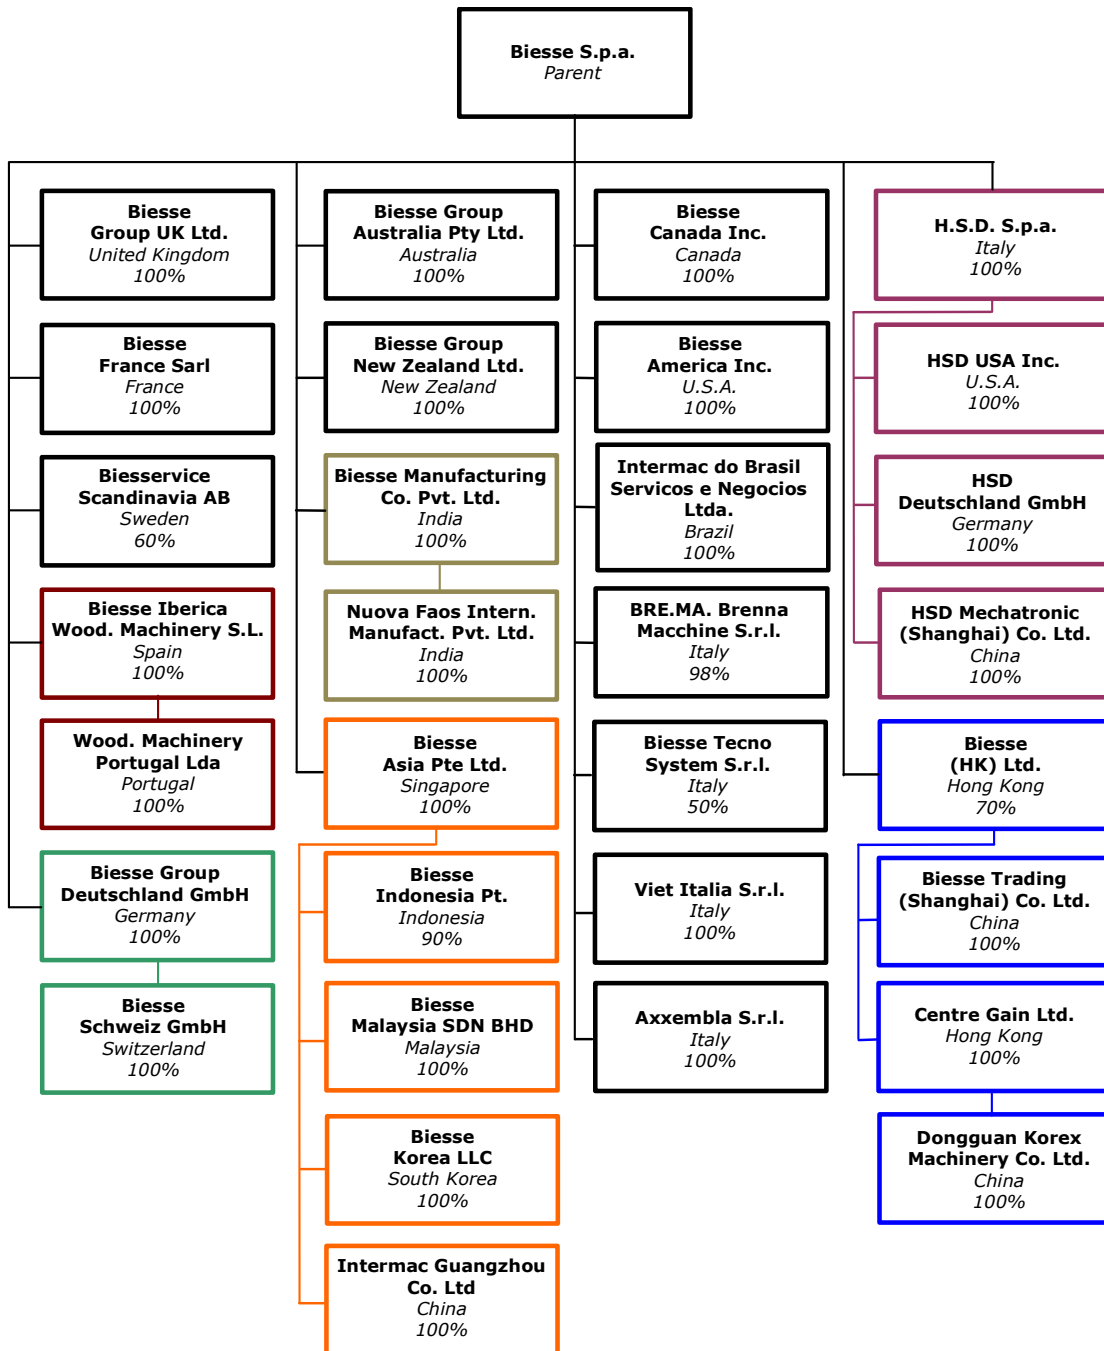 Biesse S.p.a.
Parent
Biesse
Group UK Ltd.
United Kingdom
100%
Biesse
France Sarl
France
100%
Biesservice
Scandinavia AB
Sweden
60%
Biesse Iberica
Wood. Machinery S.L.
Spain
100%
Wood. Machinery
Portugal Lda
Portugal
100%
Biesse Group
Deutschland GmbH
Germany
100%
Biesse
Schweiz GmbH
Switzerland
100%
Biesse Group
Australia Pty Ltd.
Australia
100%
Biesse Group
New Zealand Ltd.
New Zealand
100%
Biesse Manufacturing
Co. Pvt. Ltd.
India
100%
Nuova Faos Intern.
Manufact. Pvt. Ltd.
India
100%
Biesse
Asia Pte Ltd.
Singapore
100%
Biesse
Indonesia Pt.
Indonesia
90%
Biesse
Malaysia SDN BHD
Malaysia
100%
Biesse
Korea LLC
South Korea
100%
Intermac Guangzhou
Co. Ltd
China
100%
Biesse
Canada Inc.
Canada
100%
Biesse
America Inc.
U.S.A.
100%
Intermac do Brasil
Servicos e Negocios
Ltda.
Brazil
100%
BRE.MA. Brenna
Macchine S.r.l.
Italy
98%
Biesse Tecno
System S.r.l.
Italy
50%
Viet Italia S.r.l.
Italy
100%
Axxembla S.r.l.
Italy
100%
H.S.D. S.p.a.
Italy
100%
HSD USA Inc.
U.S.A.
100%
HSD
Deutschland GmbH
Germany
100%
HSD Mechatronic
(Shanghai) Co. Ltd.
China
100%
Biesse
(HK) Ltd.
Hong Kong
70%
Biesse Trading
(Shanghai) Co. Ltd.
China
100%
Centre Gain Ltd.
Hong Kong
100%
Dongguan Korex
Machinery Co. Ltd.
China
100%